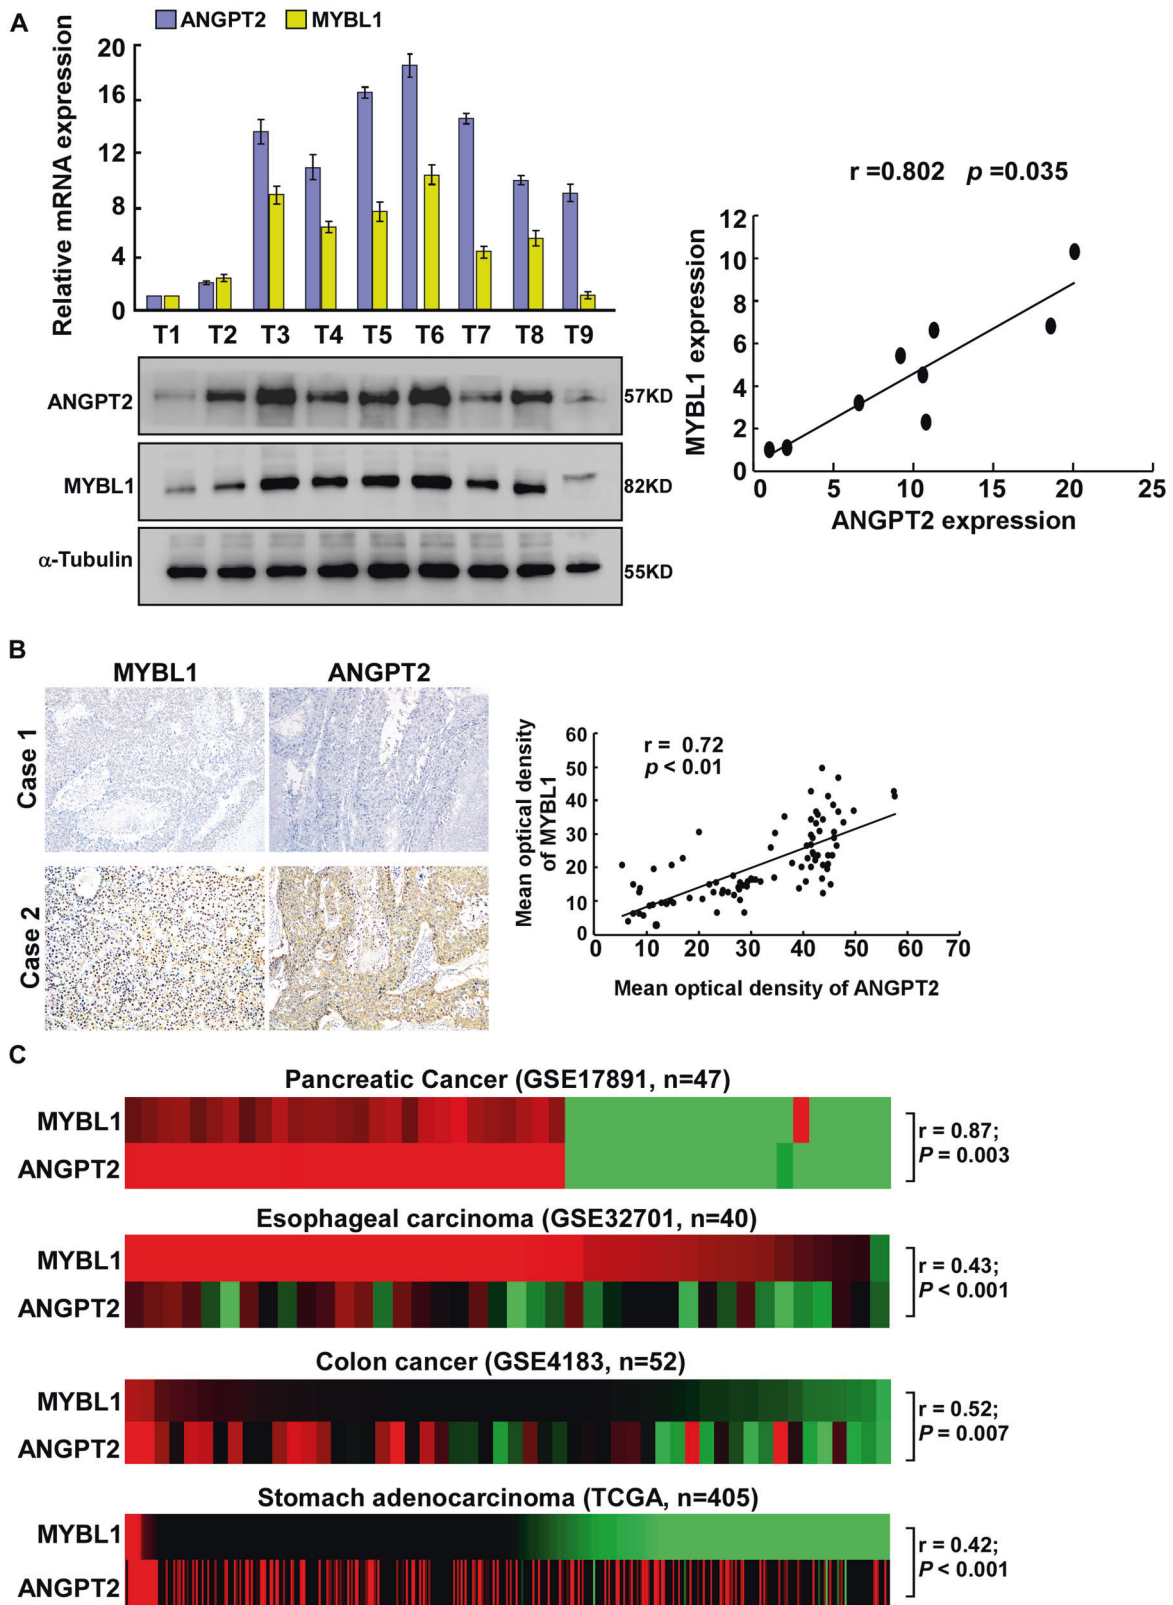 A
ANGPT2 MYBL1
Relative mRNA expression
20
16
12
8
4
0
T1 T2 T3 T4 T5 T6 T7 T8 T9
ANGPT2 57KD
MYBL1 82KD
α-Tubulin 55KD
r =0.802 p =0.035
MYBL1 expression
12
10
8
6
4
2
0
0 5 10 15 20 25
ANGPT2 expression
B
MYBL1 ANGPT2
Case 1
Case 2
Mean optical density
of MYBL1
r = 0.72
p < 0.01
60
50
40
30
20
10
0
0 10 20 30 40 50 60 70
Mean optical density of ANGPT2
C
Pancreatic Cancer (GSE17891, n=47)
MYBL1
ANGPT2
r = 0.87;
P = 0.003
Esophageal carcinoma (GSE32701, n=40)
MYBL1
ANGPT2
r = 0.43;
P < 0.001
Colon cancer (GSE4183, n=52)
MYBL1
ANGPT2
r = 0.52;
P = 0.007
Stomach adenocarcinoma (TCGA, n=405)
MYBL1
ANGPT2
r = 0.42;
P < 0.001